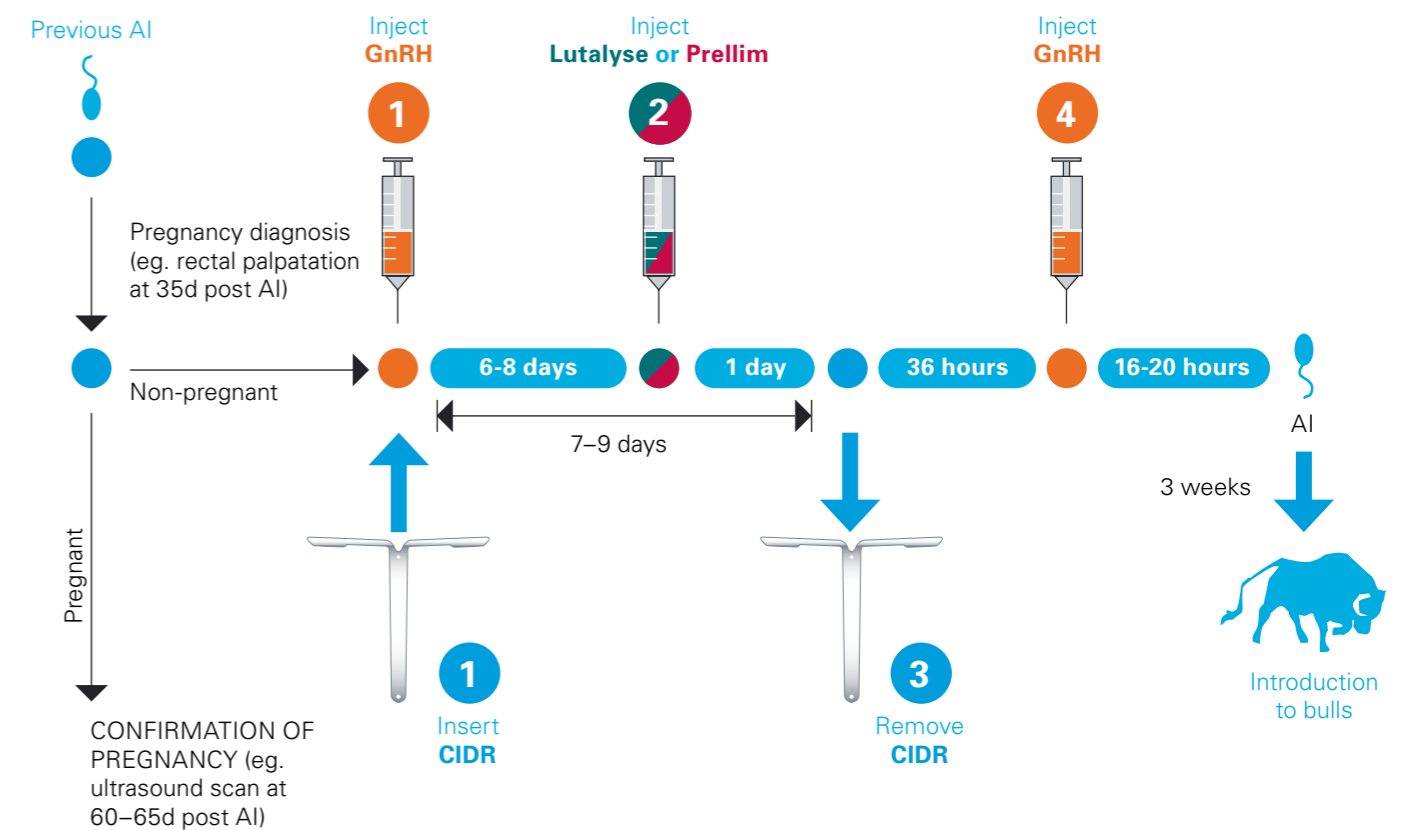 Previous AI
Inject
GnRH
1
Inject
Lutalyse or Prellim
2
Inject
GnRH
4
Pregnancy diagnosis
(eg. rectal palpatation
at 35d post AI)
Non-pregnant
6-8 days
1 day
36 hours
16-20 hours
7–9 days
AI
3 weeks
Introduction
to bulls
Pregnant
1
Insert
CIDR
3
Remove
CIDR
CONFIRMATION OF
PREGNANCY (eg.
ultrasound scan at
60–65d post AI)